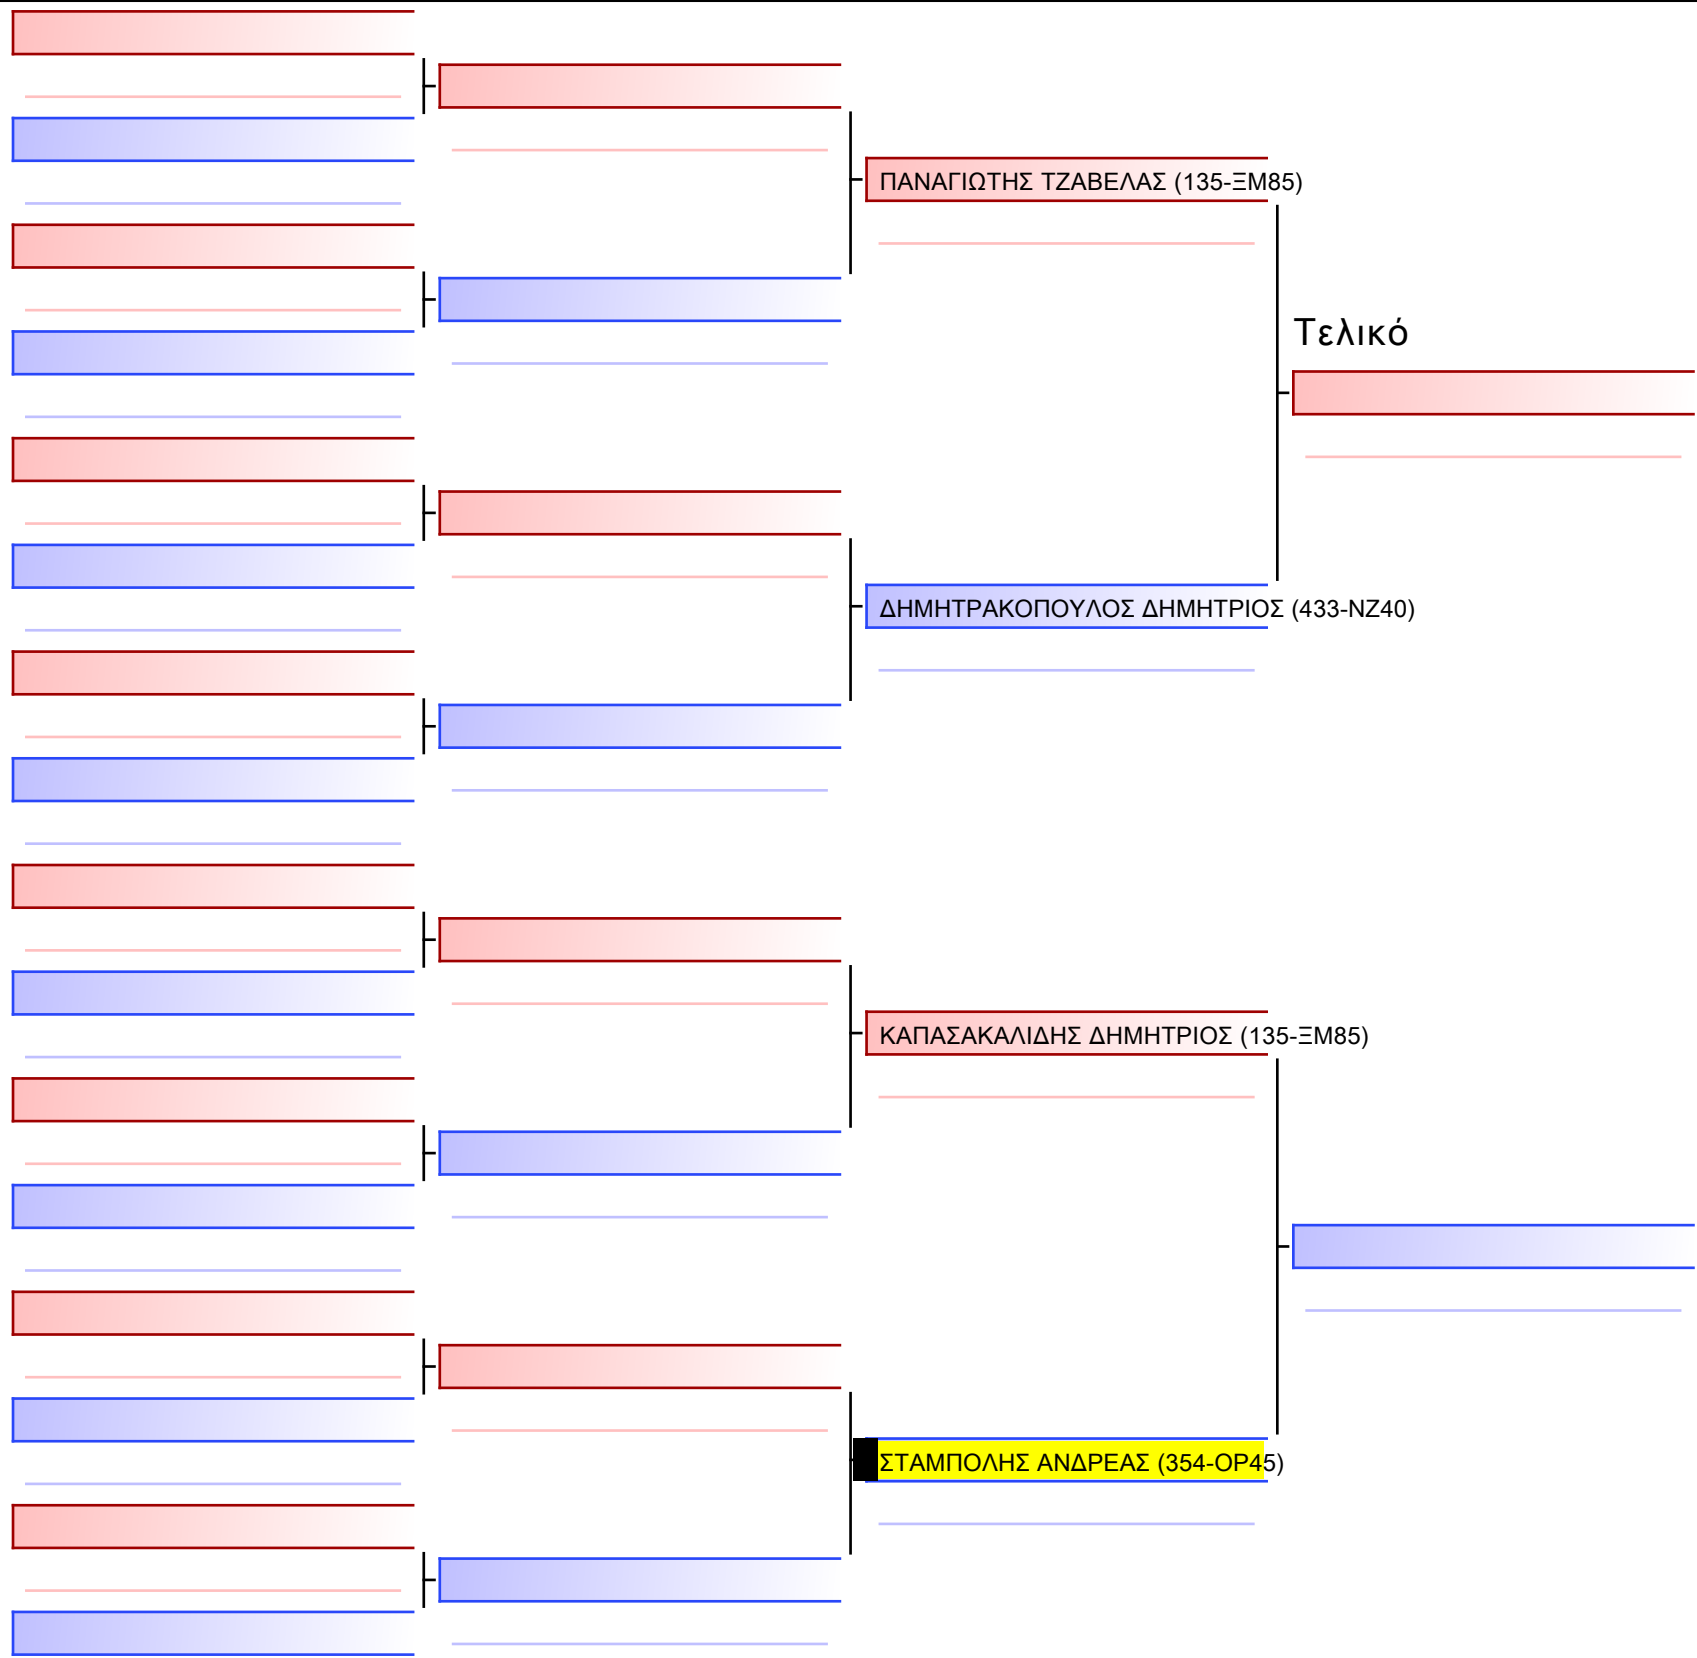 ΠΑΝΑΓΙΩΤΗΣ ΤΖΑΒΕΛΑΣ (135-ΞΜ85)
Τελικό
ΔΗΜΗΤΡΑΚΟΠΟΥΛΟΣ ΔΗΜΗΤΡΙΟΣ (433-ΝΖ40)
ΚΑΠΑΣΑΚΑΛΙΔΗΣ ΔΗΜΗΤΡΙΟΣ (135-ΞΜ85)
ΣΤΑΜΠΟΛΗΣ ΑΝΔΡΕΑΣ (354-ΟΡ45)